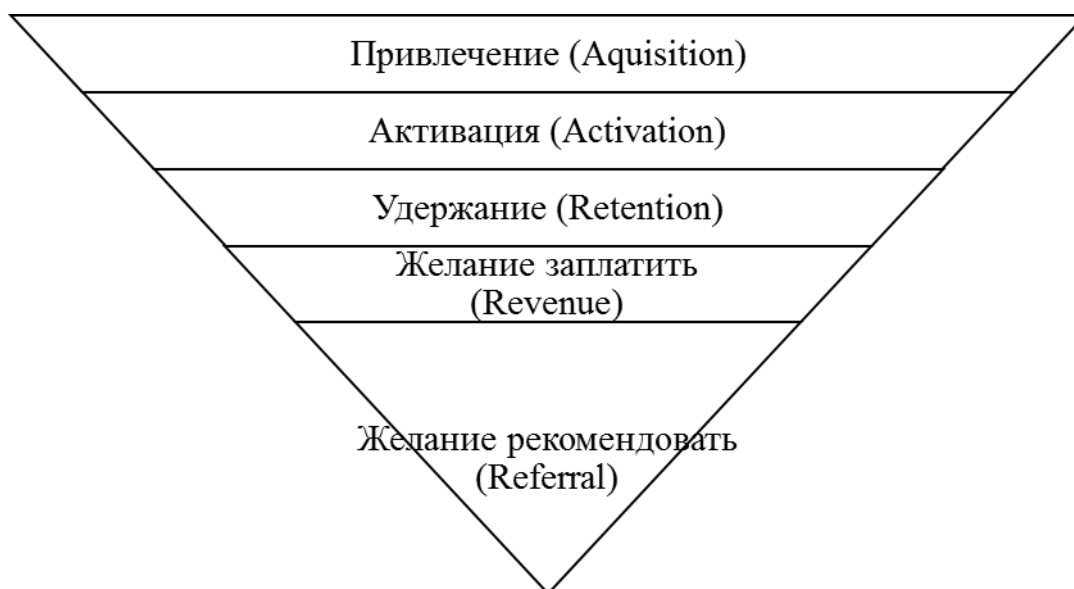 Привлечение (Aquisition)
Активация (Activation)
Удержание (Retention)
Желание заплатить
(Revenue)
Желание рекомендовать
(Referral)